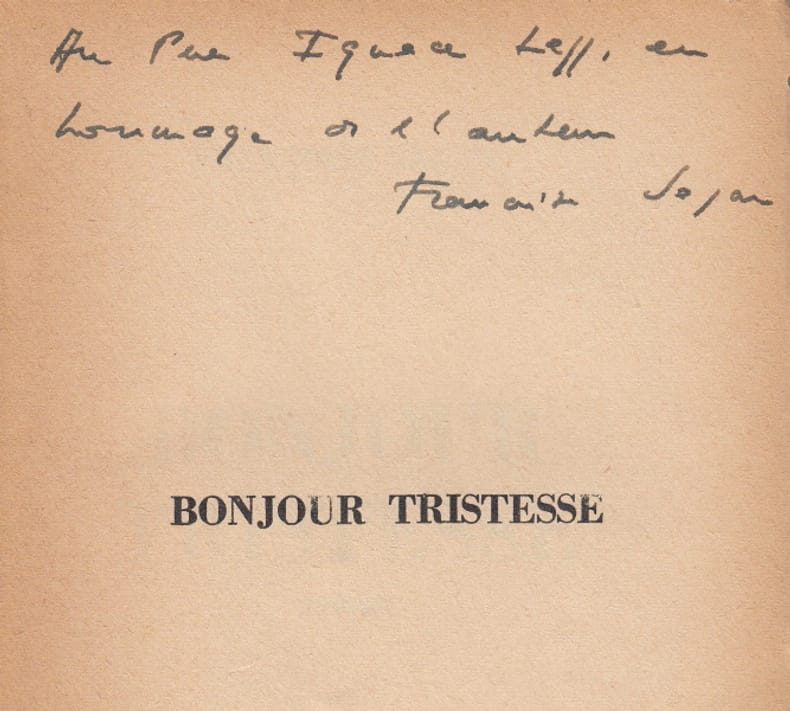 Au Père Ignace Lepp, en
hommage de l'auteur
Françoise Sagan
BONJOUR TRISTESSE